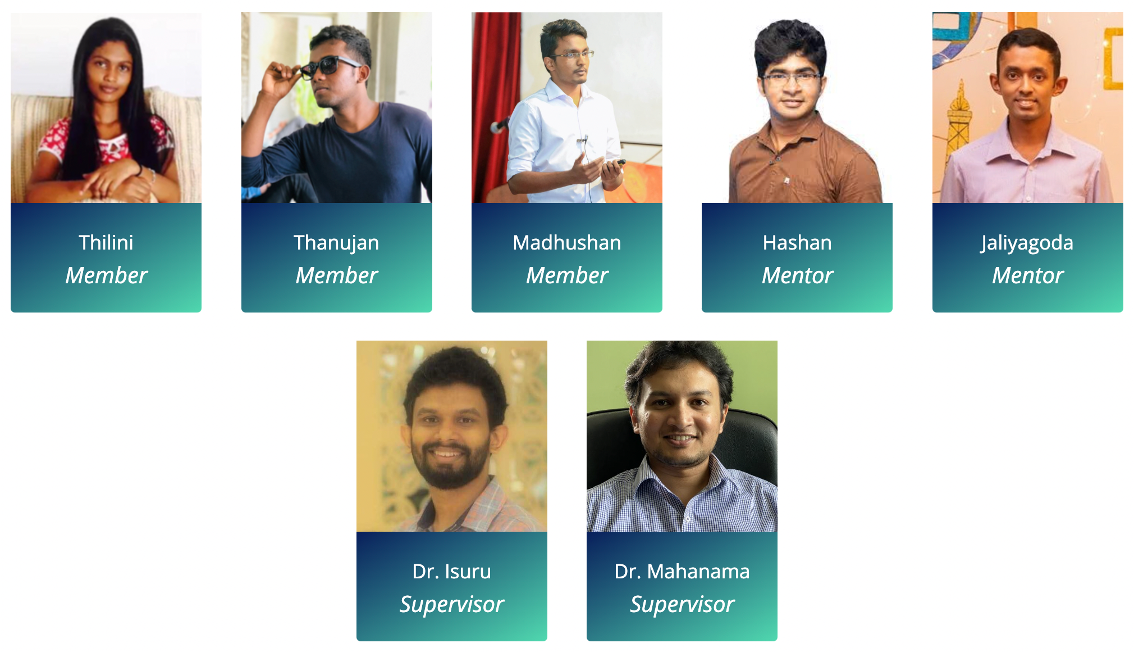 Thilini
Member
Thanujan
Member
Madhushan
Member
Hashan
Mentor
Jaliyagoda
Mentor
Dr. Isuru
Supervisor
Dr. Mahanama
Supervisor